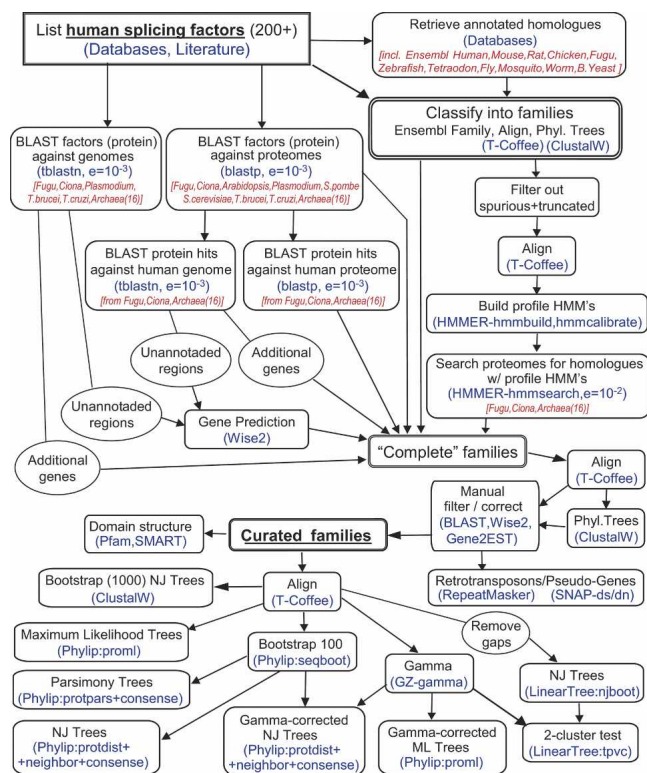 List human splicing factors (200+)
(Databases, Literature)
Retrieve annotated homologues
(Databases)
[incl. Ensembl Human,Mouse,Rat,Chicken,Fugu,
Zebrafish,Tetraodon,Fly,Mosquito,Worm,B.Yeast ]
Classify into families
Ensembl Family, Align, Phyl. Trees
(T-Coffee) (ClustalW)
BLAST factors (protein)
against genomes
(tblastn, e=10-3)
[Fugu,Ciona,Plasmodium,
T.brucei,T.cruzi,Archaea(16)]
BLAST factors (protein)
against proteomes
(blastp, e=10-3)
[Fugu,Ciona,Arabidopsis,Plasmodium,S.pombe
S.cerevisiae,T.brucei,T.cruzi,Archaea(16)]
Filter out
spurious+truncated
Align
(T-Coffee)
BLAST protein hits
against human genome
(tblastn, e=10-3)
[from Fugu,Ciona,Archaea(16)]
BLAST protein hits
against human proteome
(blastp, e=10-3)
[from Fugu,Ciona,Archaea(16)]
Build profile HMM's
(HMMER-hmmbuild,hmmcalibrate)
Search proteomes for homologues
w/ profile HMM's
(HMMER-hmmsearch,e=10-2)
[Fugu,Ciona,Archaea(16)]
Unannotaded
regions
Additional
genes
Unannotaded
regions
Gene Prediction
(Wise2)
"Complete" families
Additional
genes
Align
(T-Coffee)
Manual
filter / correct
(BLAST,Wise2,
Gene2EST)
Phyl.Trees
(ClustalW)
Domain structure
(Pfam,SMART)
Curated families
Retrotransposons/Pseudo-Genes
(RepeatMasker) (SNAP-ds/dn)
Bootstrap (1000) NJ Trees
(ClustalW)
Align
(T-Coffee)
Remove
gaps
Maximum Likelihood Trees
(Phylip:proml)
Bootstrap 100
(Phylip:seqboot)
Gamma
(GZ-gamma)
NJ Trees
(LinearTree:njboot)
Parsimony Trees
(Phylip:protpars+consense)
NJ Trees
(Phylip:protdist+
+neighbor+consense)
Gamma-corrected
NJ Trees
(Phylip:protdist+
+neighbor+consense)
Gamma-corrected
ML Trees
(Phylip:proml)
2-cluster test
(LinearTree:tpvc)